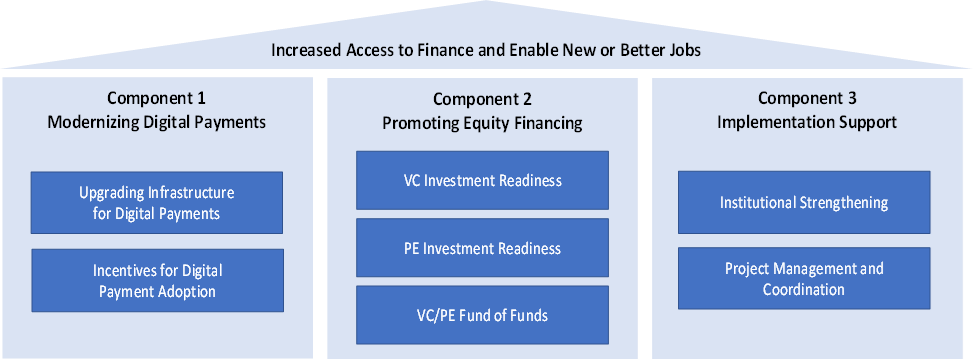 Increased Access to Finance and Enable New or Better Jobs
Component 1
Modernizing Digital Payments
Upgrading Infrastructure
for Digital Payments
Incentives for Digital
Payment Adoption
Component 2
Promoting Equity Financing
VC Investment Readiness
PE Investment Readiness
VC/PE Fund of Funds
Component 3
Implementation Support
Institutional Strengthening
Project Management and
Coordination